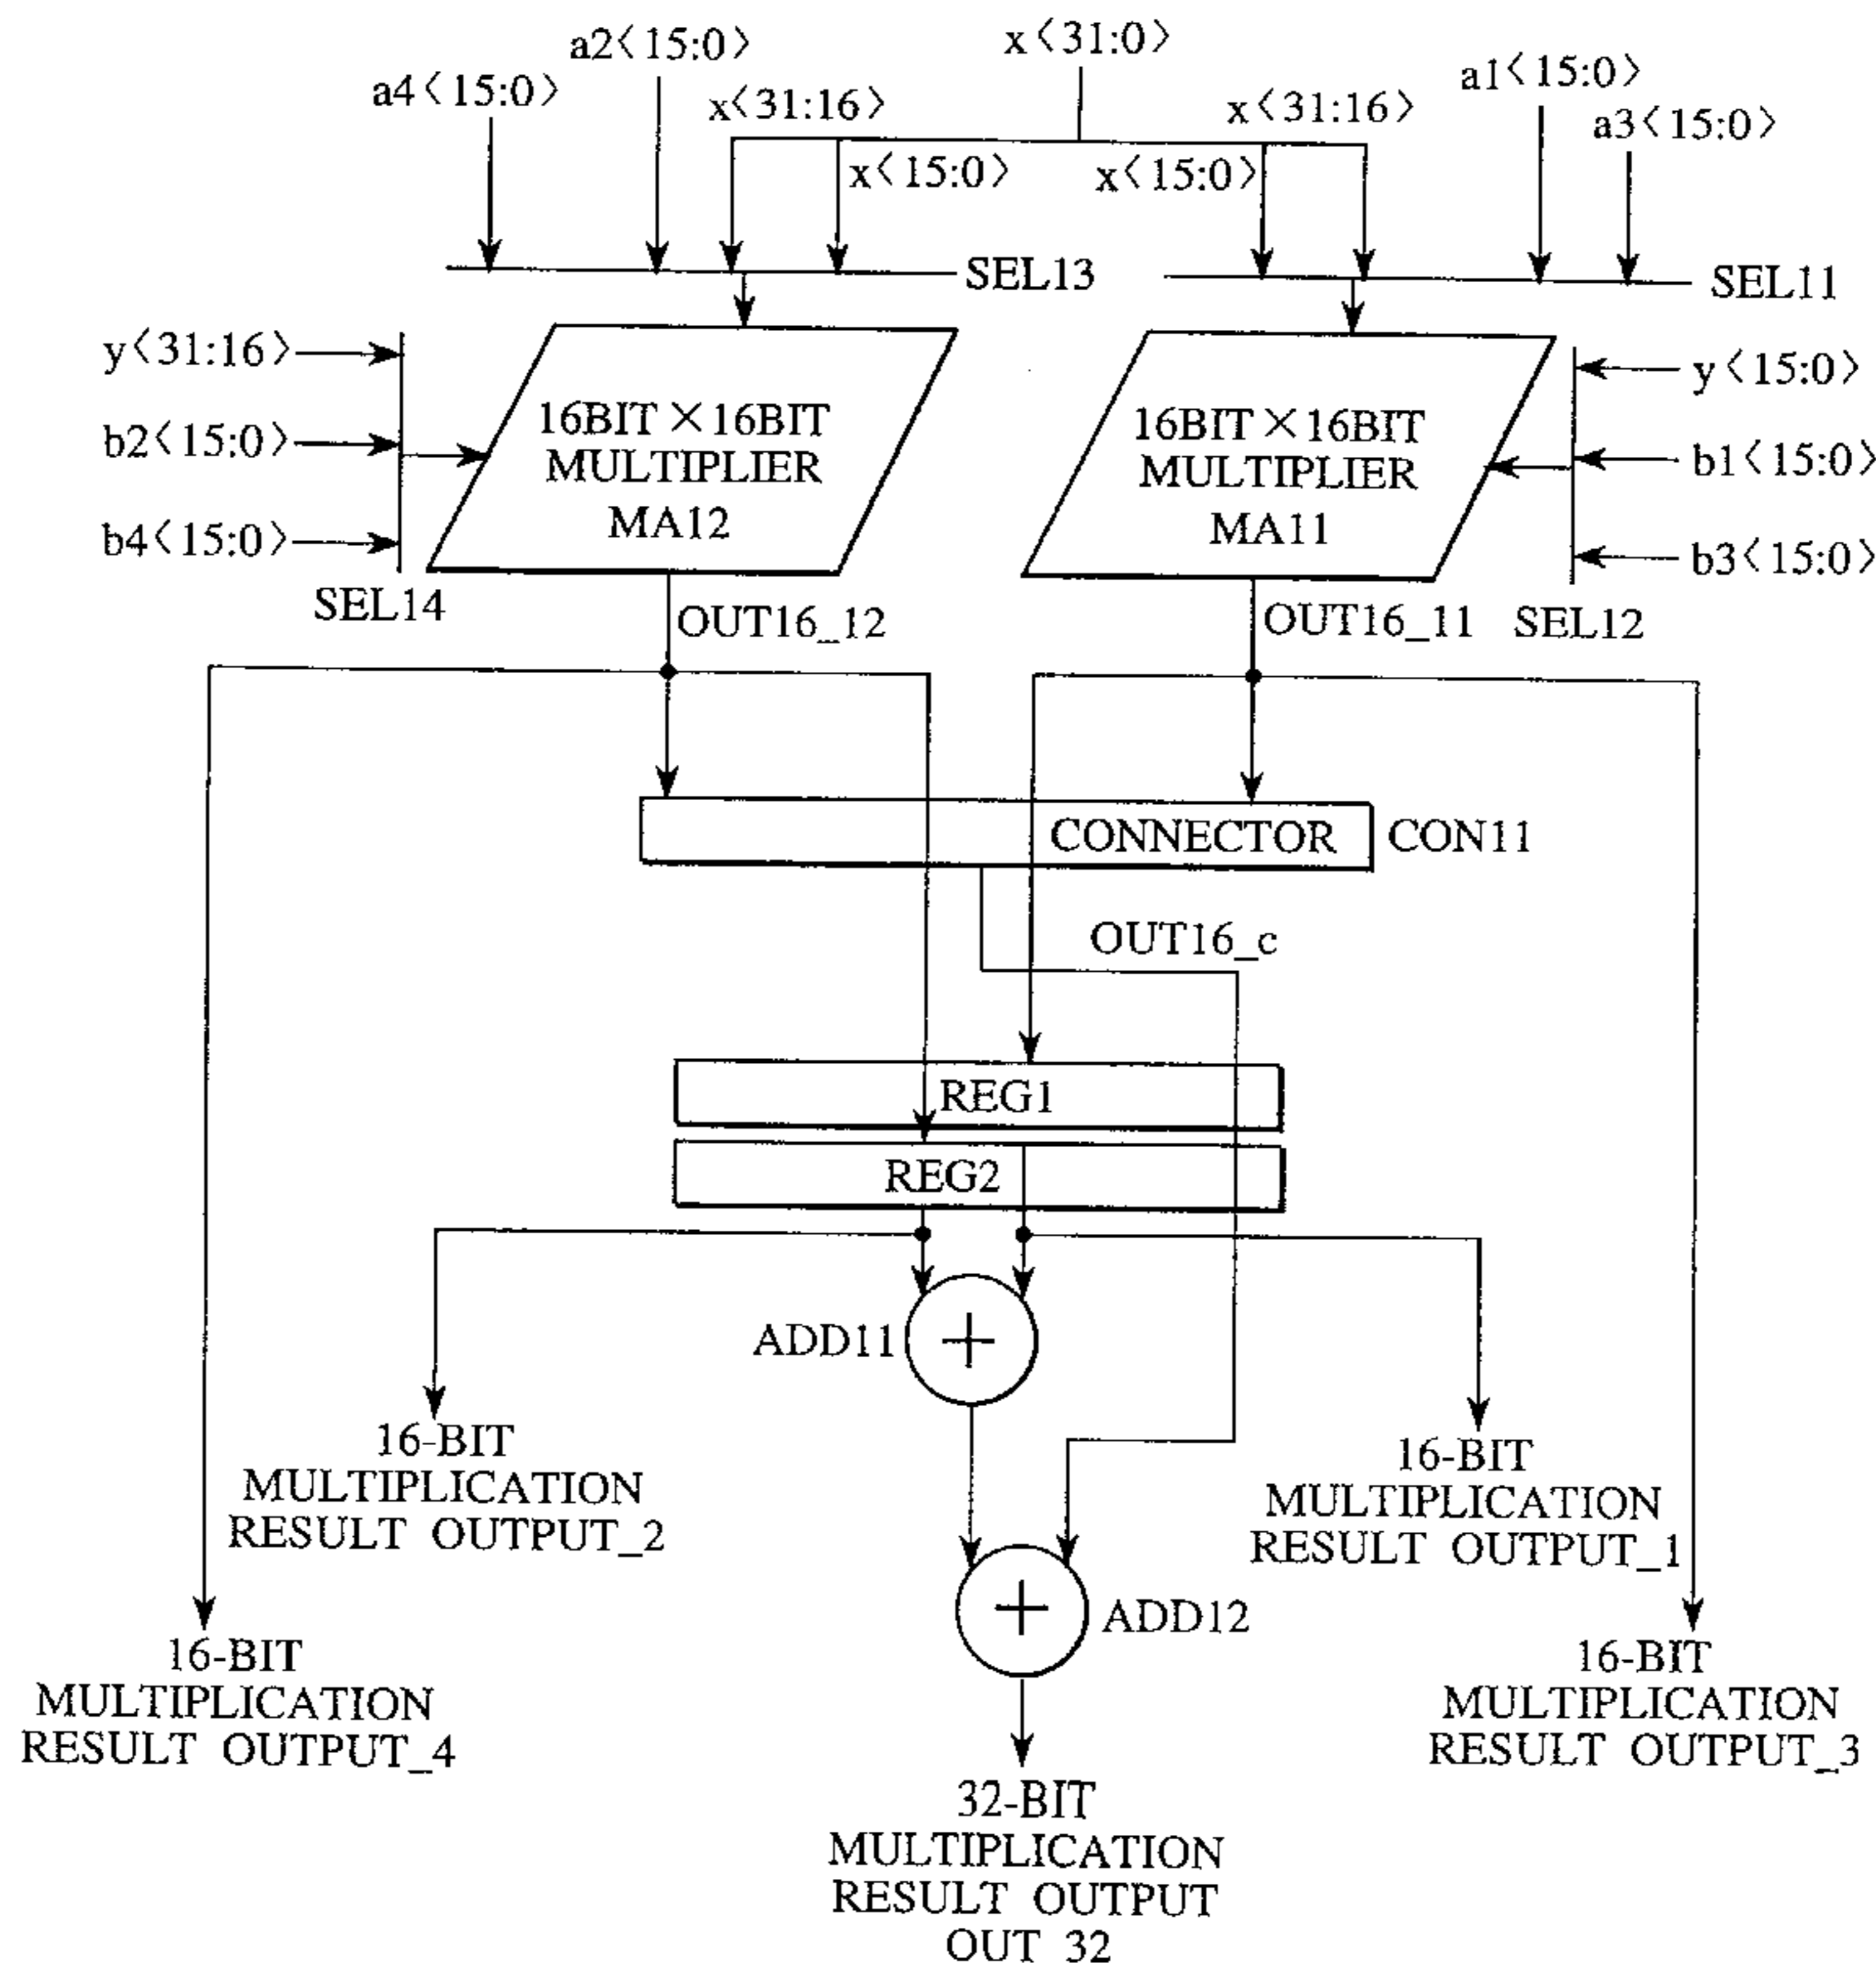 x〈31:0〉
a2〈15:0〉
a1〈15:0〉
a4〈15:0〉
x〈31:16〉
x〈31:16〉
a3〈15:0〉
x〈15:0〉
x〈15:0〉
SEL13
SEL11
y〈31:16〉
b2〈15:0〉
b4〈15:0〉
SEL14
16BIT×16BIT
MULTIPLIER
MA12
16BIT×16BIT
MULTIPLIER
MA11
y〈15:0〉
b1〈15:0〉
b3〈15:0〉
SEL12
OUT16_12
OUT16_11
CONNECTOR
CON11
OUT16_c
REG1
REG2
ADD11
+
16-BIT
MULTIPLICATION
RESULT OUTPUT_2
16-BIT
MULTIPLICATION
RESULT OUTPUT_1
+
ADD12
16-BIT
MULTIPLICATION
RESULT OUTPUT_4
16-BIT
MULTIPLICATION
RESULT OUTPUT_3
32-BIT
MULTIPLICATION
RESULT OUTPUT
OUT 32